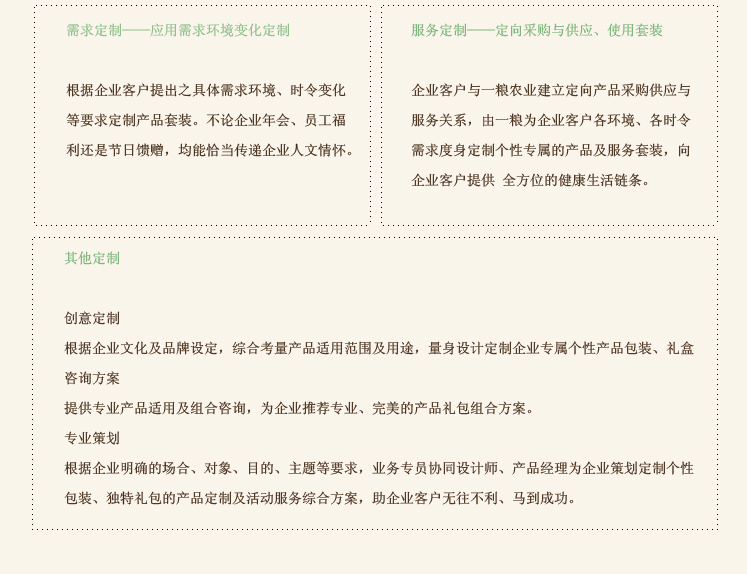 需求定制——应用需求环境变化定制
根据企业客户提出之具体需求环境、时令变化
等要求定制产品套装。不论企业年会、员工福
利还是节日馈赠，均能恰当传递企业人文情怀。
服务定制——定向采购与供应、使用套装
企业客户与一粮农业建立定向产品采购供应与
服务关系，由一粮为企业客户各环境、各时令
需求度身定制个性专属的产品及服务套装，向
企业客户提供 全方位的健康生活链条。
其他定制
创意定制
根据企业文化及品牌设定，综合考量产品适用范围及用途，量身设计定制企业专属个性产品包装、礼盒
咨询方案
提供专业产品适用及组合咨询，为企业推荐专业、完美的产品礼包组合方案。
专业策划
根据企业明确的场合、对象、目的、主题等要求，业务专员协同设计师、产品经理为企业策划定制个性
包装、独特礼包的产品定制及活动服务综合方案，助企业客户无往不利、马到成功。